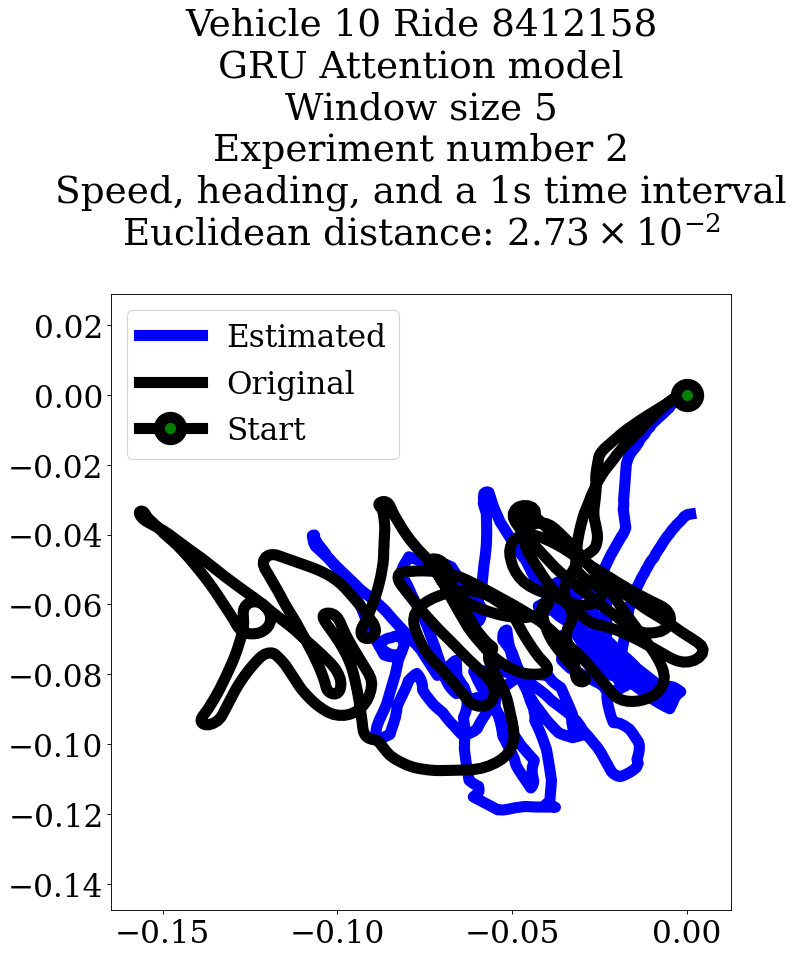 Vehicle 10 Ride 8412158
GRU Attention model
Window size 5
Experiment number 2
Speed, heading, and a 1s time interval
Euclidean distance: 2.73 × 10⁻²
Estimated
Original
Start
0.02
0.00
−0.02
−0.04
−0.06
−0.08
−0.10
−0.12
−0.14
−0.15 −0.10 −0.05 0.00